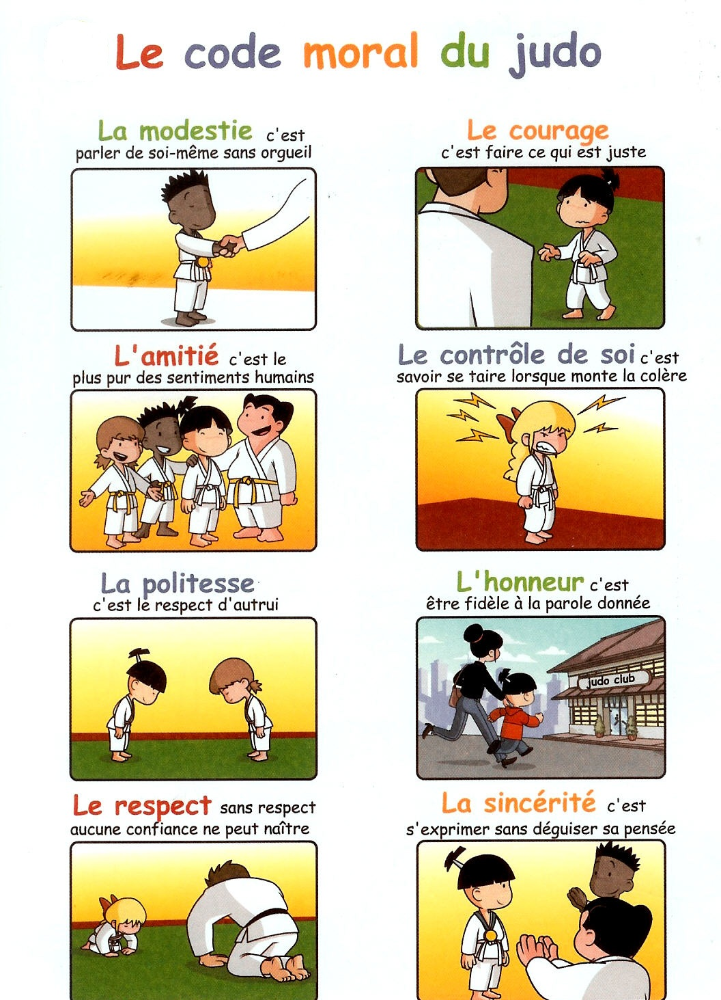 Le code moral du judo
La modestie c'est
parler de soi-même sans orgueil
Le courage
c'est faire ce qui est juste
L'amitié c'est le
plus pur des sentiments humains
Le contrôle de soi c'est
savoir se taire lorsque monte la colère
La politesse
c'est le respect d'autrui
L'honneur c'est
être fidèle à la parole donnée
judo club
Le respect sans respect
aucune confiance ne peut naître
La sincérité c'est
s'exprimer sans déguiser sa pensée